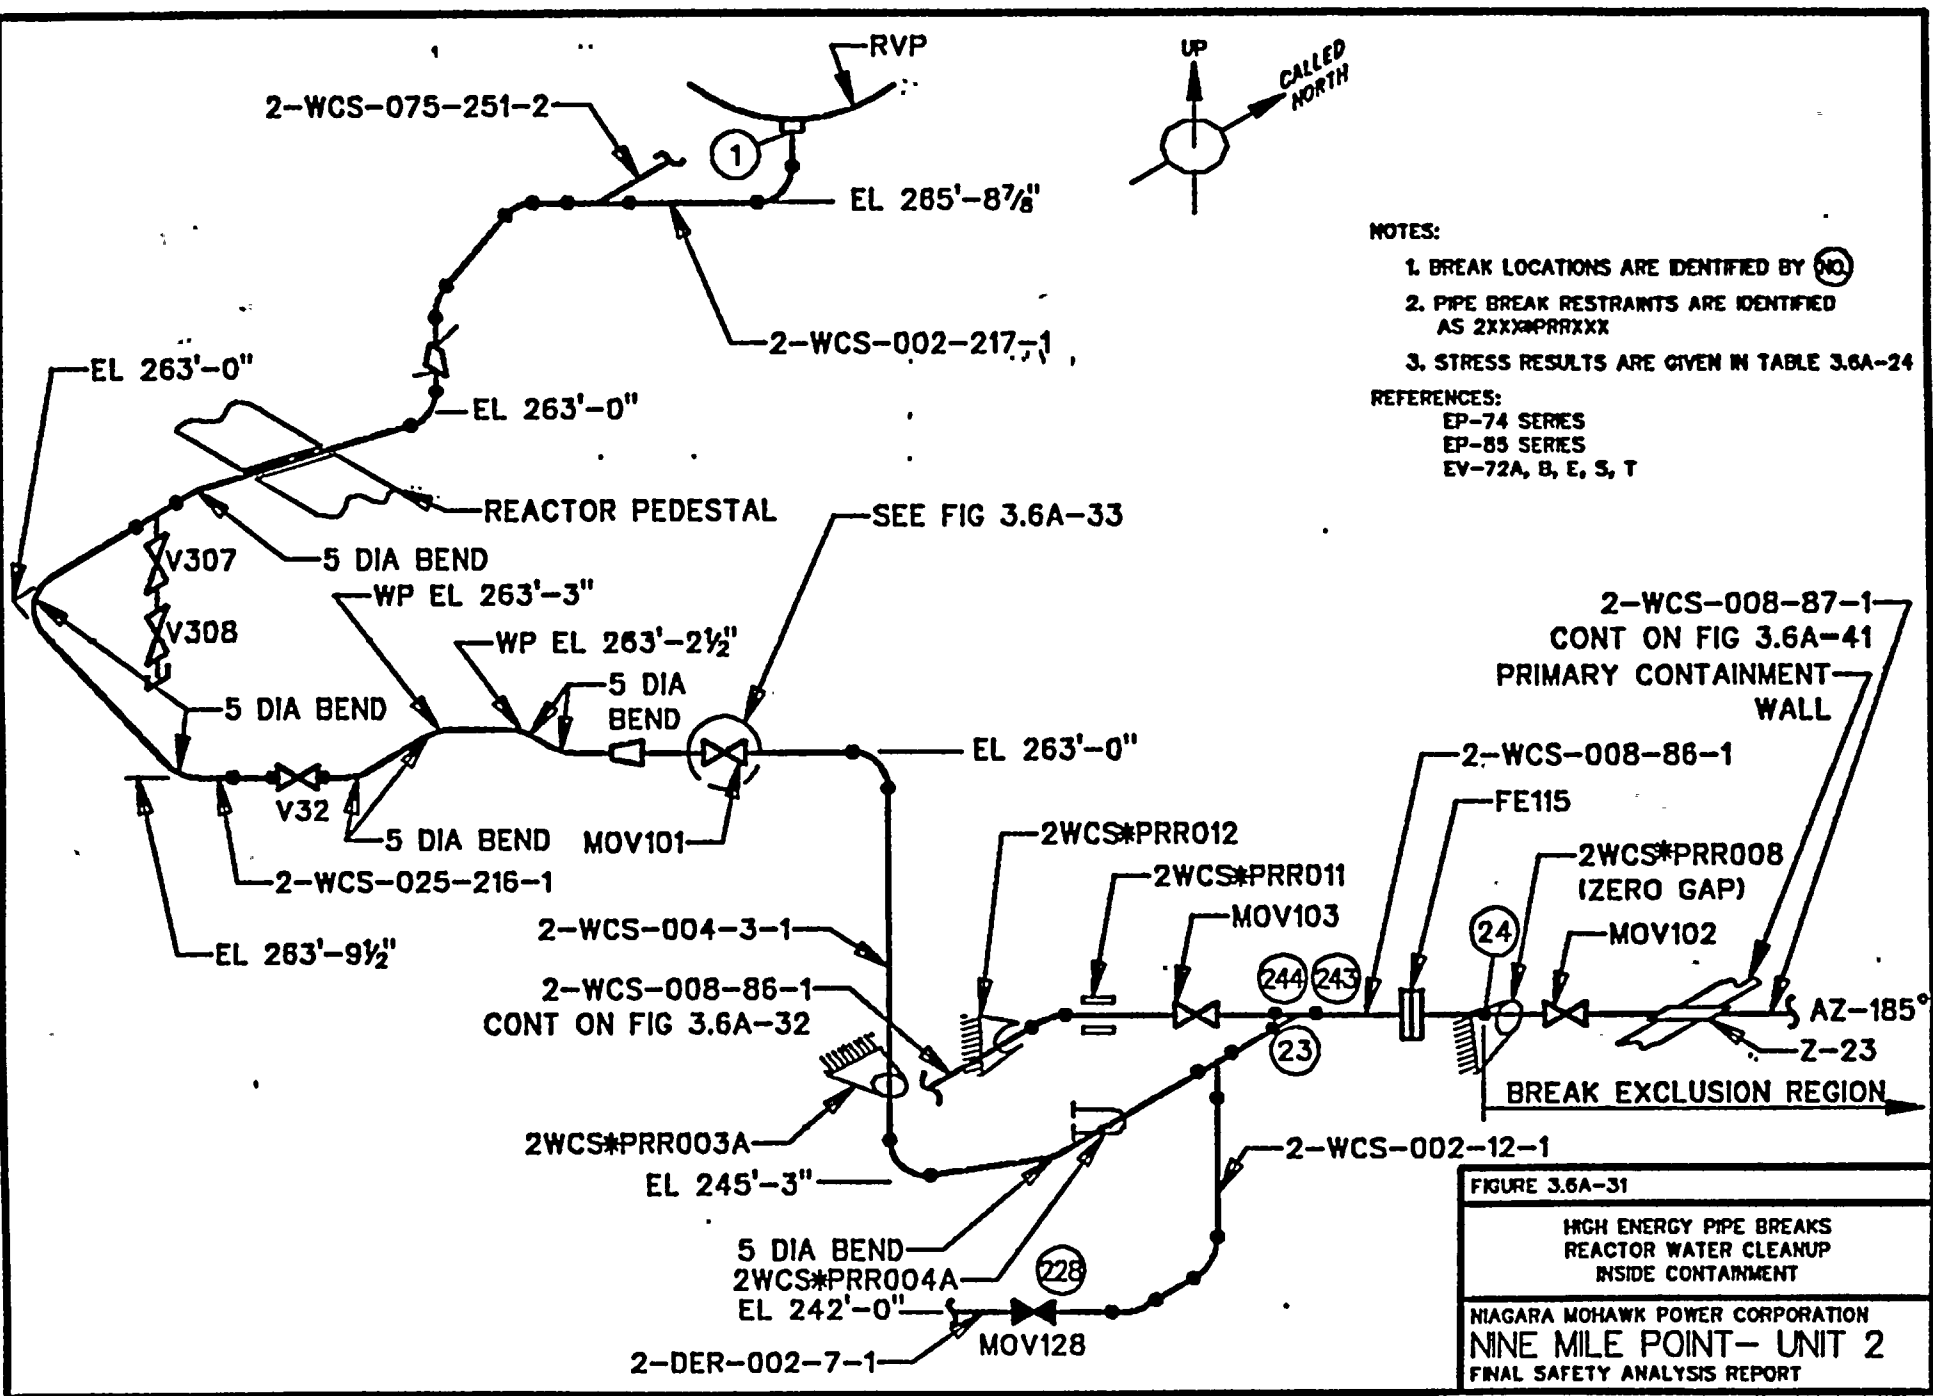 RVP
UP
CALLED
NORTH
2-WCS-075-251-2
1
EL 265'-8⅞"
NOTES:
1. BREAK LOCATIONS ARE IDENTIFIED BY NO.
2. PIPE BREAK RESTRAINTS ARE IDENTIFIED
AS 2XXX*PRRXXX
3. STRESS RESULTS ARE GIVEN IN TABLE 3.6A-24
REFERENCES:
EP-74 SERIES
EP-85 SERIES
EV-72A, B, E, S, T
2-WCS-002-217-1
EL 263'-0"
EL 263'-0"
REACTOR PEDESTAL
SEE FIG 3.6A-33
V307
5 DIA BEND
WP EL 263'-3"
V308
WP EL 263'-2½"
5 DIA BEND
5 DIA
BEND
2-WCS-008-87-1
CONT ON FIG 3.6A-41
PRIMARY CONTAINMENT
WALL
EL 263'-0"
2-WCS-008-86-1
V32
5 DIA BEND
MOV101
FE115
2WCS*PRR012
2WCS*PRR008
(ZERO GAP)
2-WCS-025-216-1
2WCS*PRR011
MOV103
24
MOV102
EL 263'-9½"
2-WCS-004-3-1
2-WCS-008-86-1
CONT ON FIG 3.6A-32
244
243
AZ-185°
23
Z-23
BREAK EXCLUSION REGION
2WCS*PRR003A
2-WCS-002-12-1
EL 245'-3"
5 DIA BEND
2WCS*PRR004A
228
EL 242'-0"
MOV128
2-DER-002-7-1
FIGURE 3.6A-31
HIGH ENERGY PIPE BREAKS
REACTOR WATER CLEANUP
INSIDE CONTAINMENT
NIAGARA MOHAWK POWER CORPORATION
NINE MILE POINT- UNIT 2
FINAL SAFETY ANALYSIS REPORT